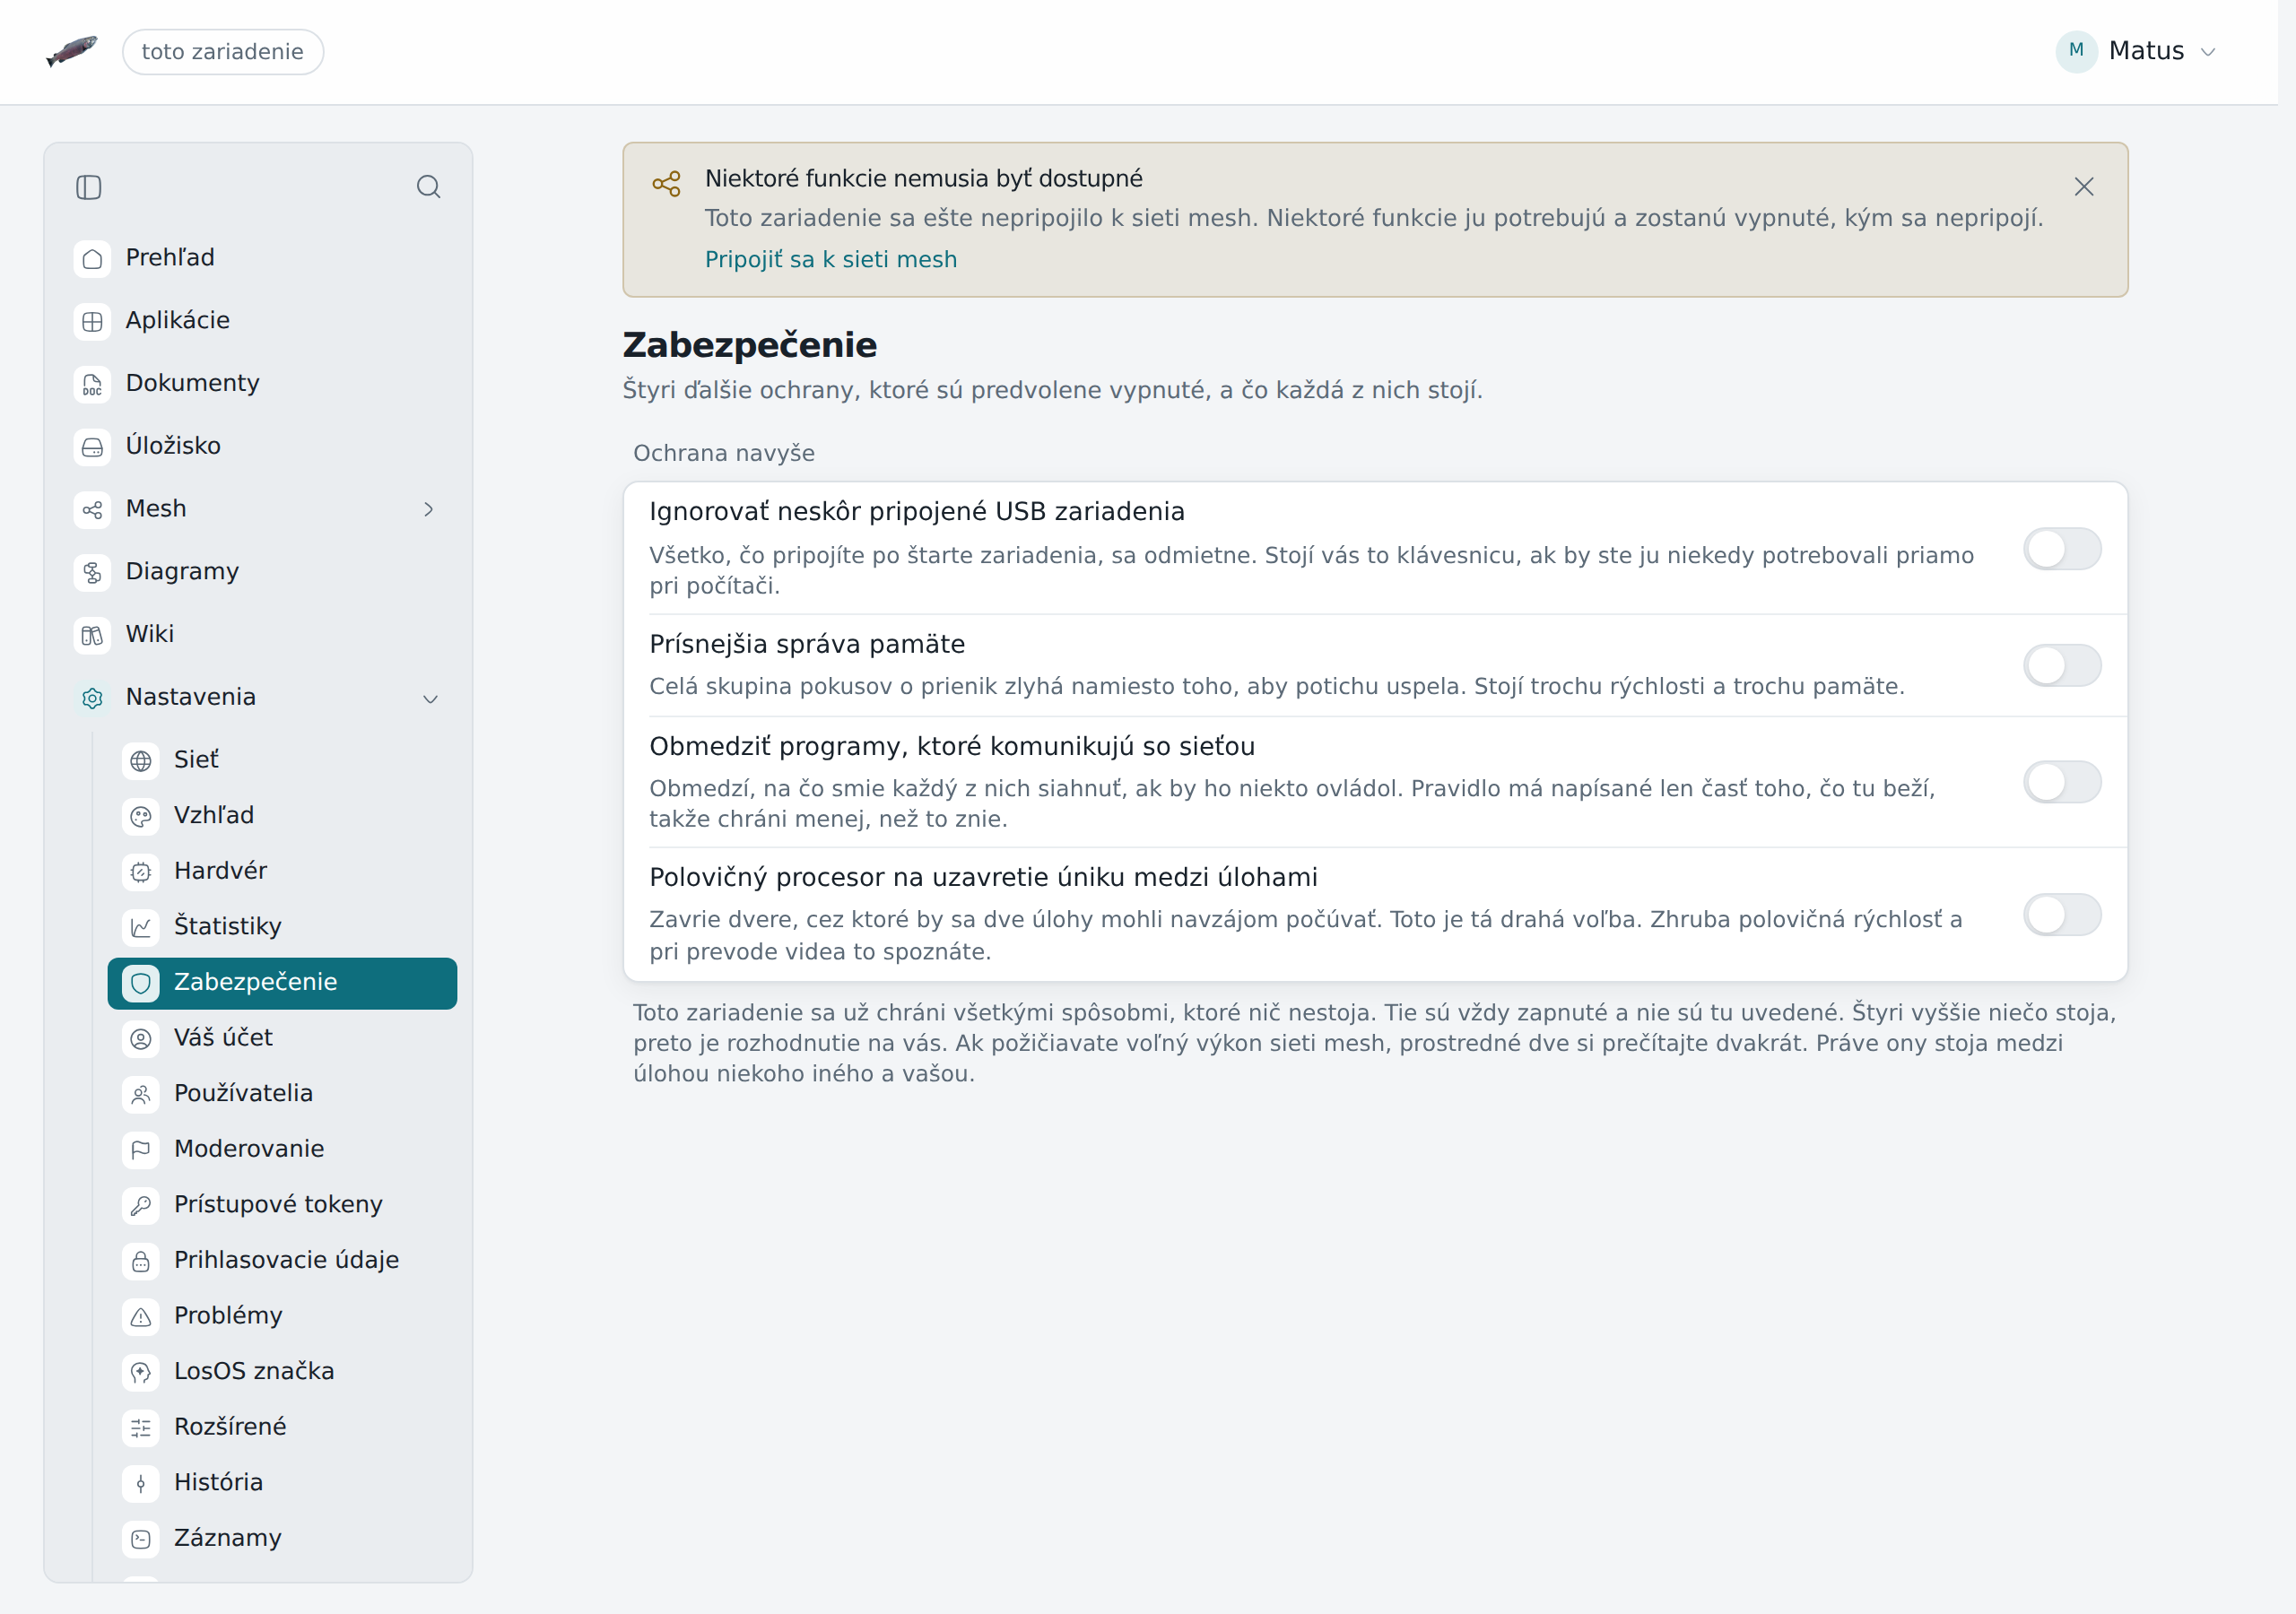 toto zariadenie
M
Matus
Prehľad
Aplikácie
Dokumenty
Úložisko
Mesh
Diagramy
Wiki
Nastavenia
Sieť
Vzhľad
Hardvér
Štatistiky
Zabezpečenie
Váš účet
Používatelia
Moderovanie
Prístupové tokeny
Prihlasovacie údaje
Problémy
LosOS značka
Rozšírené
História
Záznamy
Niektoré funkcie nemusia byť dostupné
Toto zariadenie sa ešte nepripojilo k sieti mesh. Niektoré funkcie ju potrebujú a zostanú vypnuté, kým sa nepripojí.
Pripojiť sa k sieti mesh
Zabezpečenie
Štyri ďalšie ochrany, ktoré sú predvolene vypnuté, a čo každá z nich stojí.
Ochrana navyše
Ignorovať neskôr pripojené USB zariadenia
Všetko, čo pripojíte po štarte zariadenia, sa odmietne. Stojí vás to klávesnicu, ak by ste ju niekedy potrebovali priamo
pri počítači.
Prísnejšia správa pamäte
Celá skupina pokusov o prienik zlyhá namiesto toho, aby potichu uspela. Stojí trochu rýchlosti a trochu pamäte.
Obmedziť programy, ktoré komunikujú so sieťou
Obmedzí, na čo smie každý z nich siahnuť, ak by ho niekto ovládol. Pravidlo má napísané len časť toho, čo tu beží,
takže chráni menej, než to znie.
Polovičný procesor na uzavretie úniku medzi úlohami
Zavrie dvere, cez ktoré by sa dve úlohy mohli navzájom počúvať. Toto je tá drahá voľba. Zhruba polovičná rýchlosť a
pri prevode videa to spoznáte.
Toto zariadenie sa už chráni všetkými spôsobmi, ktoré nič nestoja. Tie sú vždy zapnuté a nie sú tu uvedené. Štyri vyššie niečo stoja,
preto je rozhodnutie na vás. Ak požičiavate voľný výkon sieti mesh, prostredné dve si prečítajte dvakrát. Práve ony stoja medzi
úlohou niekoho iného a vašou.